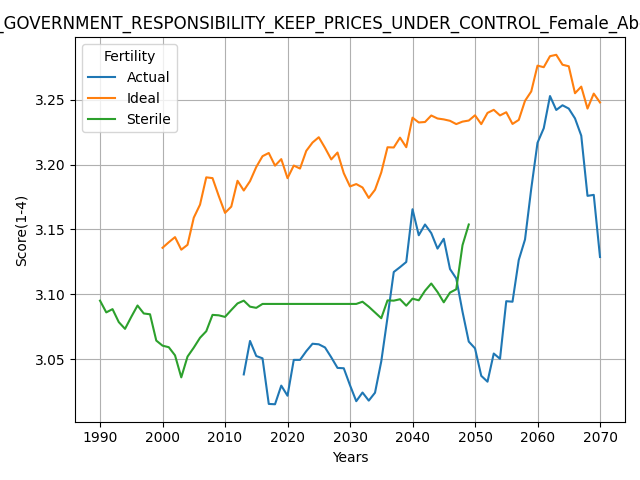 _GOVERNMENT_RESPONSIBILITY_KEEP_PRICES_UNDER_CONTROL_Female_Ab
Fertility
Actual
Ideal
Sterile
Score(1-4)
3.25
3.20
3.15
3.10
3.05
1990 2000 2010 2020 2030 2040 2050 2060 2070
Years